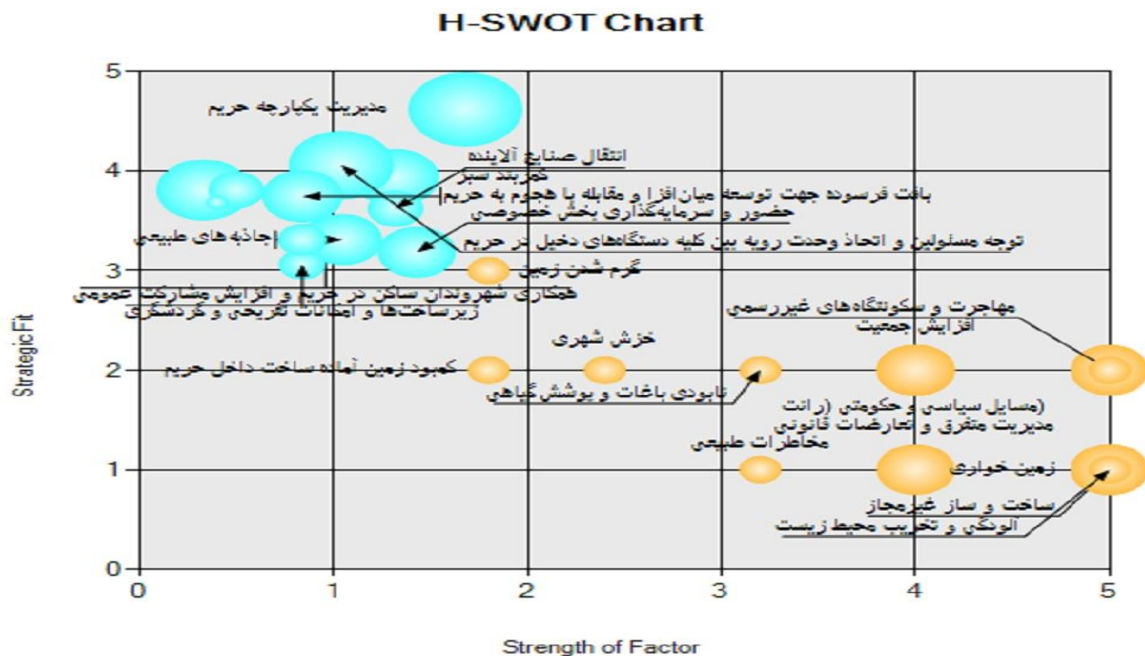 H-SWOT Chart
5
مدیریت یکپارچه حریم
انتقال صنایع آلاینده
کمربند سبز
4
بافت فرسوده جهت توسعه میان‌افزا و مقابله با هجوم به حریم
حضور و سرمایه‌گذاری بخش خصوصی
جاذبه های طبیعی
توجه مسئولین و اتحاذ وحدت رویه بین کلیه دستگاه‌های دخیل در حریم
3
گرم شدن زمین
همکاری شهروندان ساکن در حریم و افزایش مشارکت عمومی
زیرساخت‌ها و امکانات تفریحی و گردشگری
مهاجرت و سکونتگاه‌های غیررسمی
افزایش جمعیت
خزش شهری
2
کمبود زمین آماده ساخت داخل حریم
نابودی باغات و پوشش گیاهی
(مسایل سیاسی و حکومتی (رانت
مدیریت متفرق و تعارضات قانونی
مخاطرات طبیعی
1
زمین خواری
ساخت و ساز غیرمجاز
آلودگی و تخریب محیط زیست
0
0 1 2 3 4 5
Strategic Fit
Strength of Factor